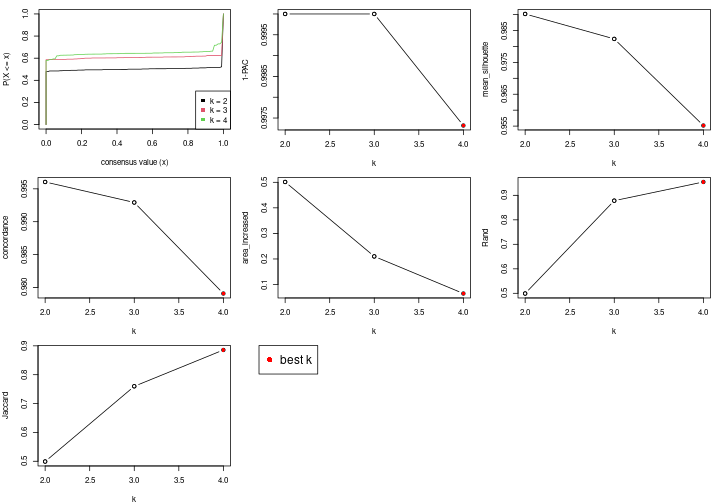 P(X <= x)
0.0 0.2 0.4 0.6 0.8 1.0
k = 2
k = 3
k = 4
0.0 0.2 0.4 0.6 0.8 1.0
consensus value (x)
1-PAC
0.9975 0.9985 0.9995
2.0 2.5 3.0 3.5 4.0
k
mean_silhouette
0.955 0.965 0.975 0.985
2.0 2.5 3.0 3.5 4.0
k
concordance
0.980 0.985 0.990 0.995
2.0 2.5 3.0 3.5 4.0
k
area_increased
0.1 0.2 0.3 0.4 0.5
2.0 2.5 3.0 3.5 4.0
k
Rand
0.5 0.6 0.7 0.8 0.9
2.0 2.5 3.0 3.5 4.0
k
Jaccard
0.5 0.6 0.7 0.8 0.9
2.0 2.5 3.0 3.5 4.0
k
best k